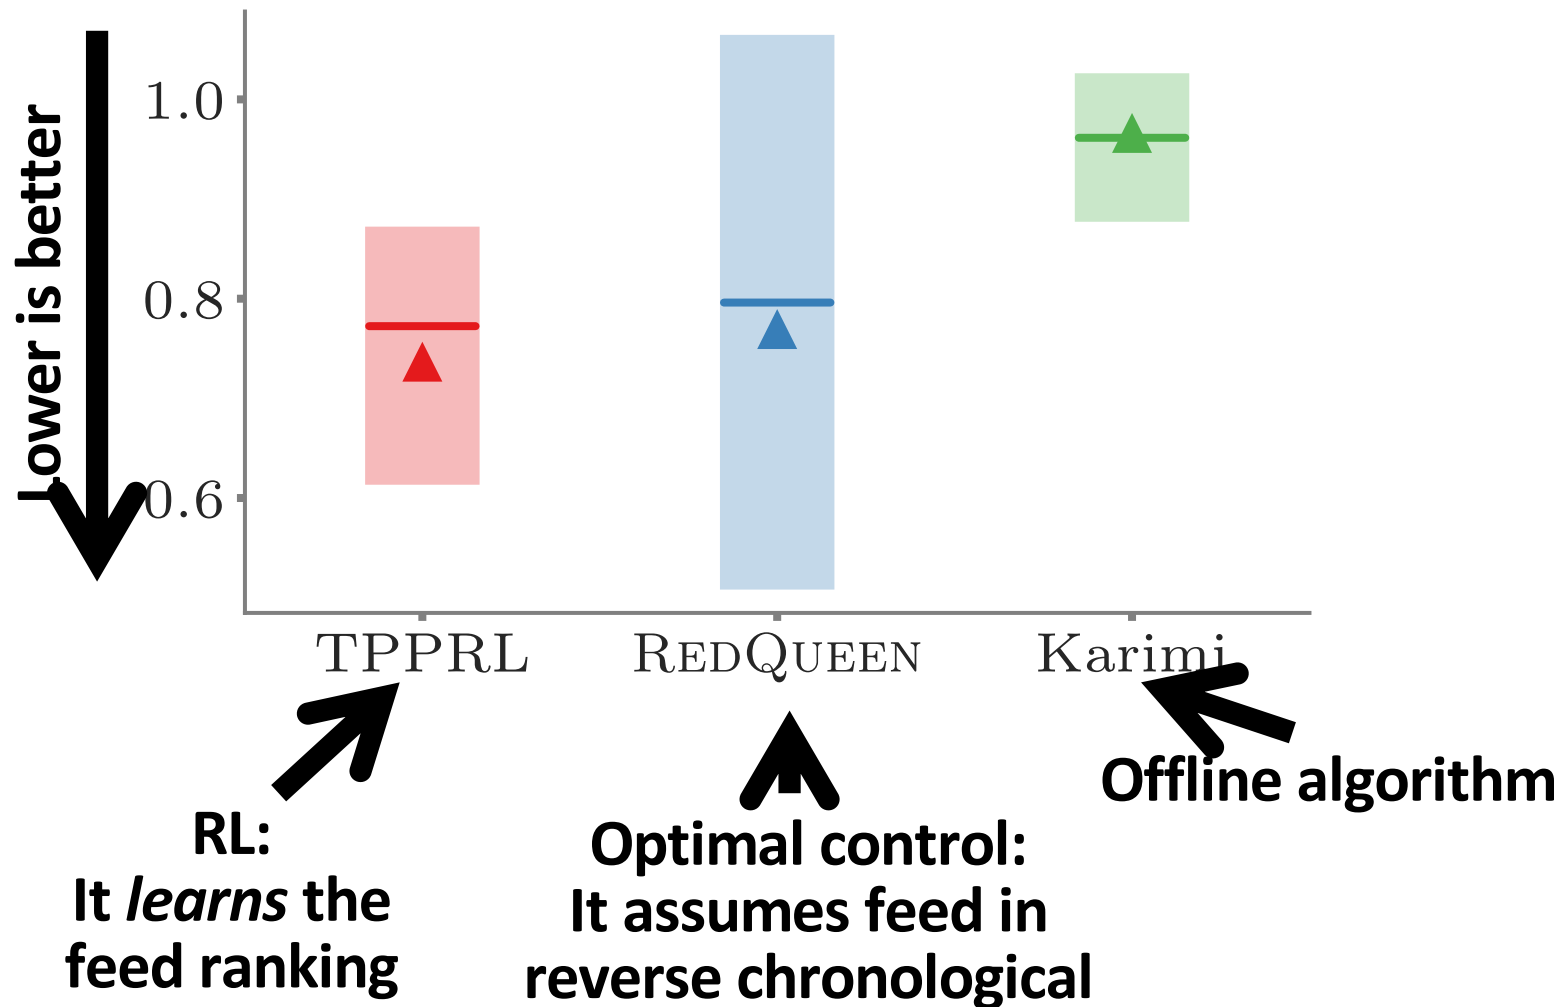 Lower is better
1.0
0.8
0.6
TPPRL
REDQUEEN
Karimi
RL:
It learns the
feed ranking
Optimal control:
It assumes feed in
reverse chronological
Offline algorithm